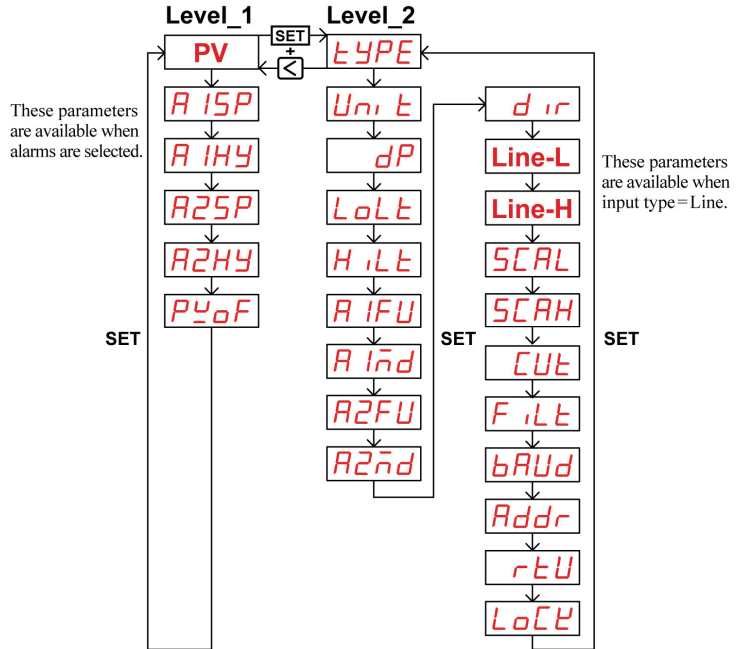 Level_1
PV
SET
+
<
These parameters
are available when
alarms are selected.
A1SP
A1HY
A2SP
A2HY
PVoF
SET
Level_2
tYPE
Unit
dP
LoLt
HiLt
A1FU
A1md
A2FU
A2md
SET
dir
Line-L
Line-H
These parameters
are available when
input type=Line.
SCAL
SCAH
CUt
FiLt
bAUd
Addr
rtU
LoCK
SET